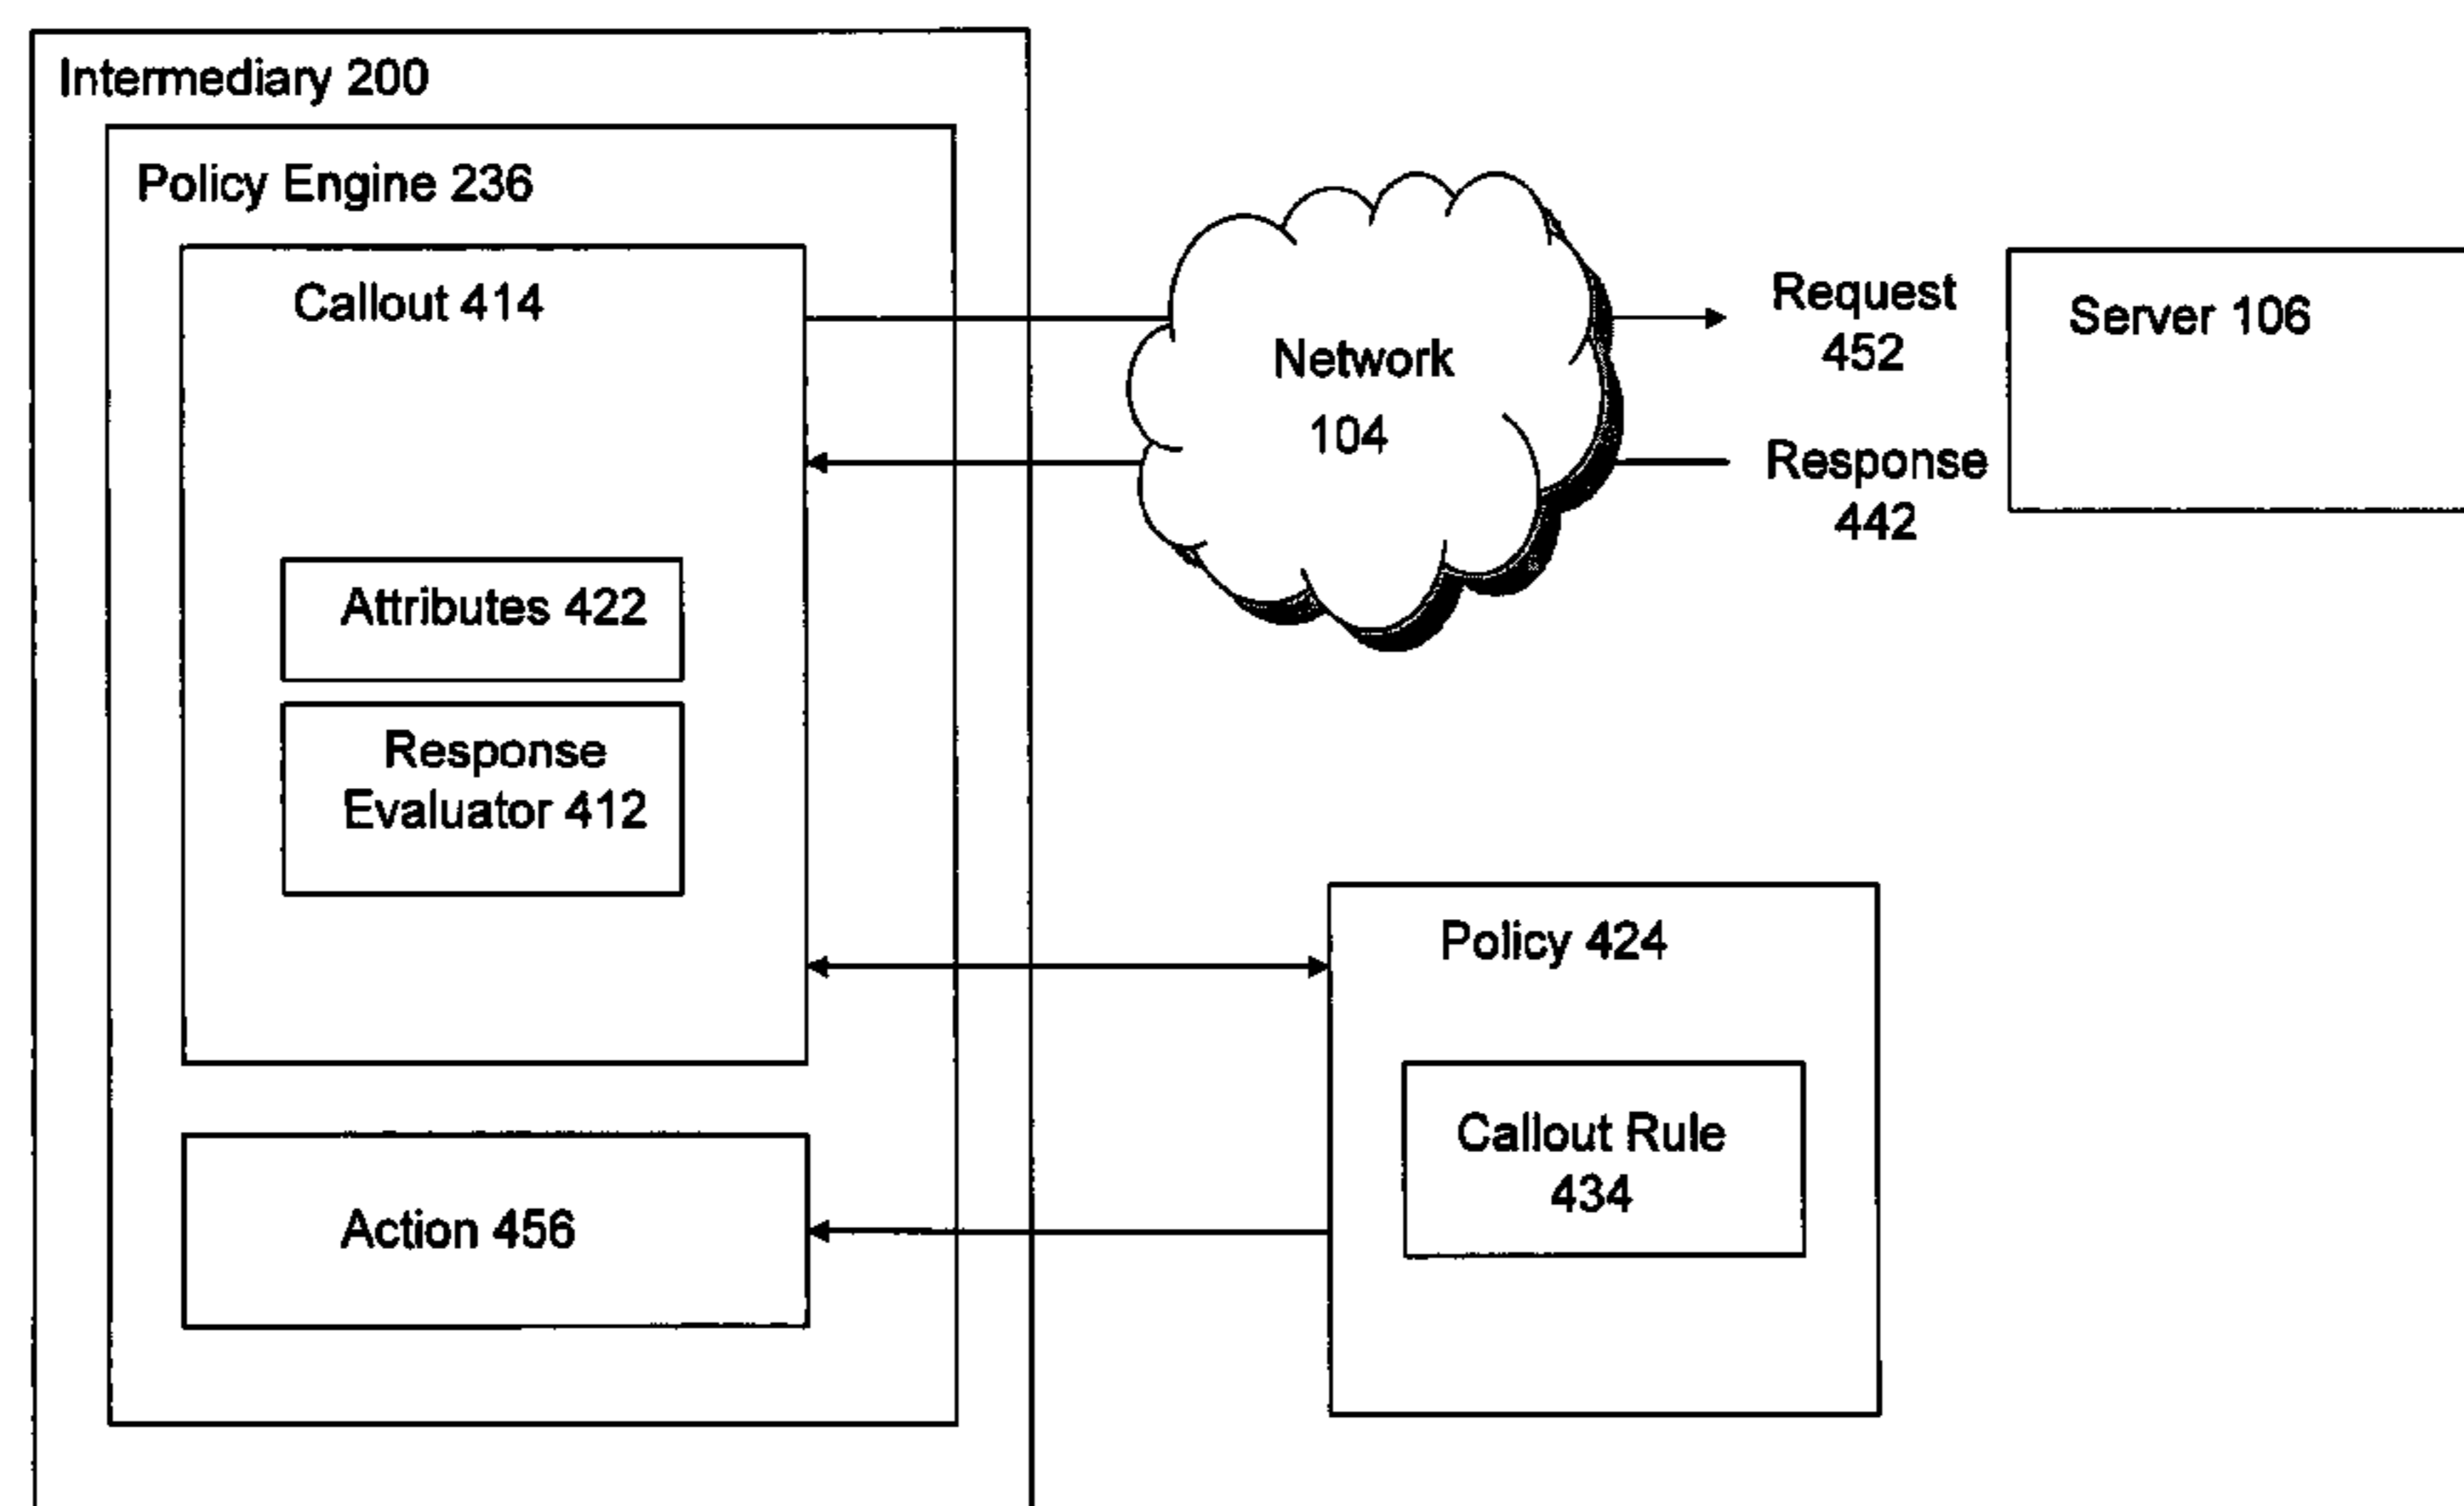 Intermediary 200
Policy Engine 236
Callout 414
Attributes 422
Response
Evaluator 412
Action 456
Network
104
Request
452
Response
442
Server 106
Policy 424
Callout Rule
434